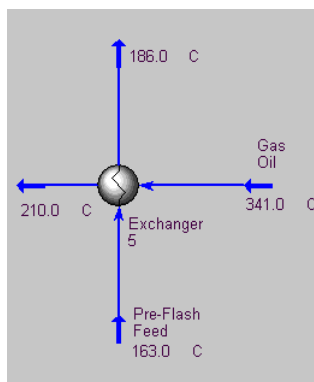 186.0 C
Gas
Oil
210.0 C
341.0 C
Exchanger
5
Pre-Flash
Feed
163.0 C